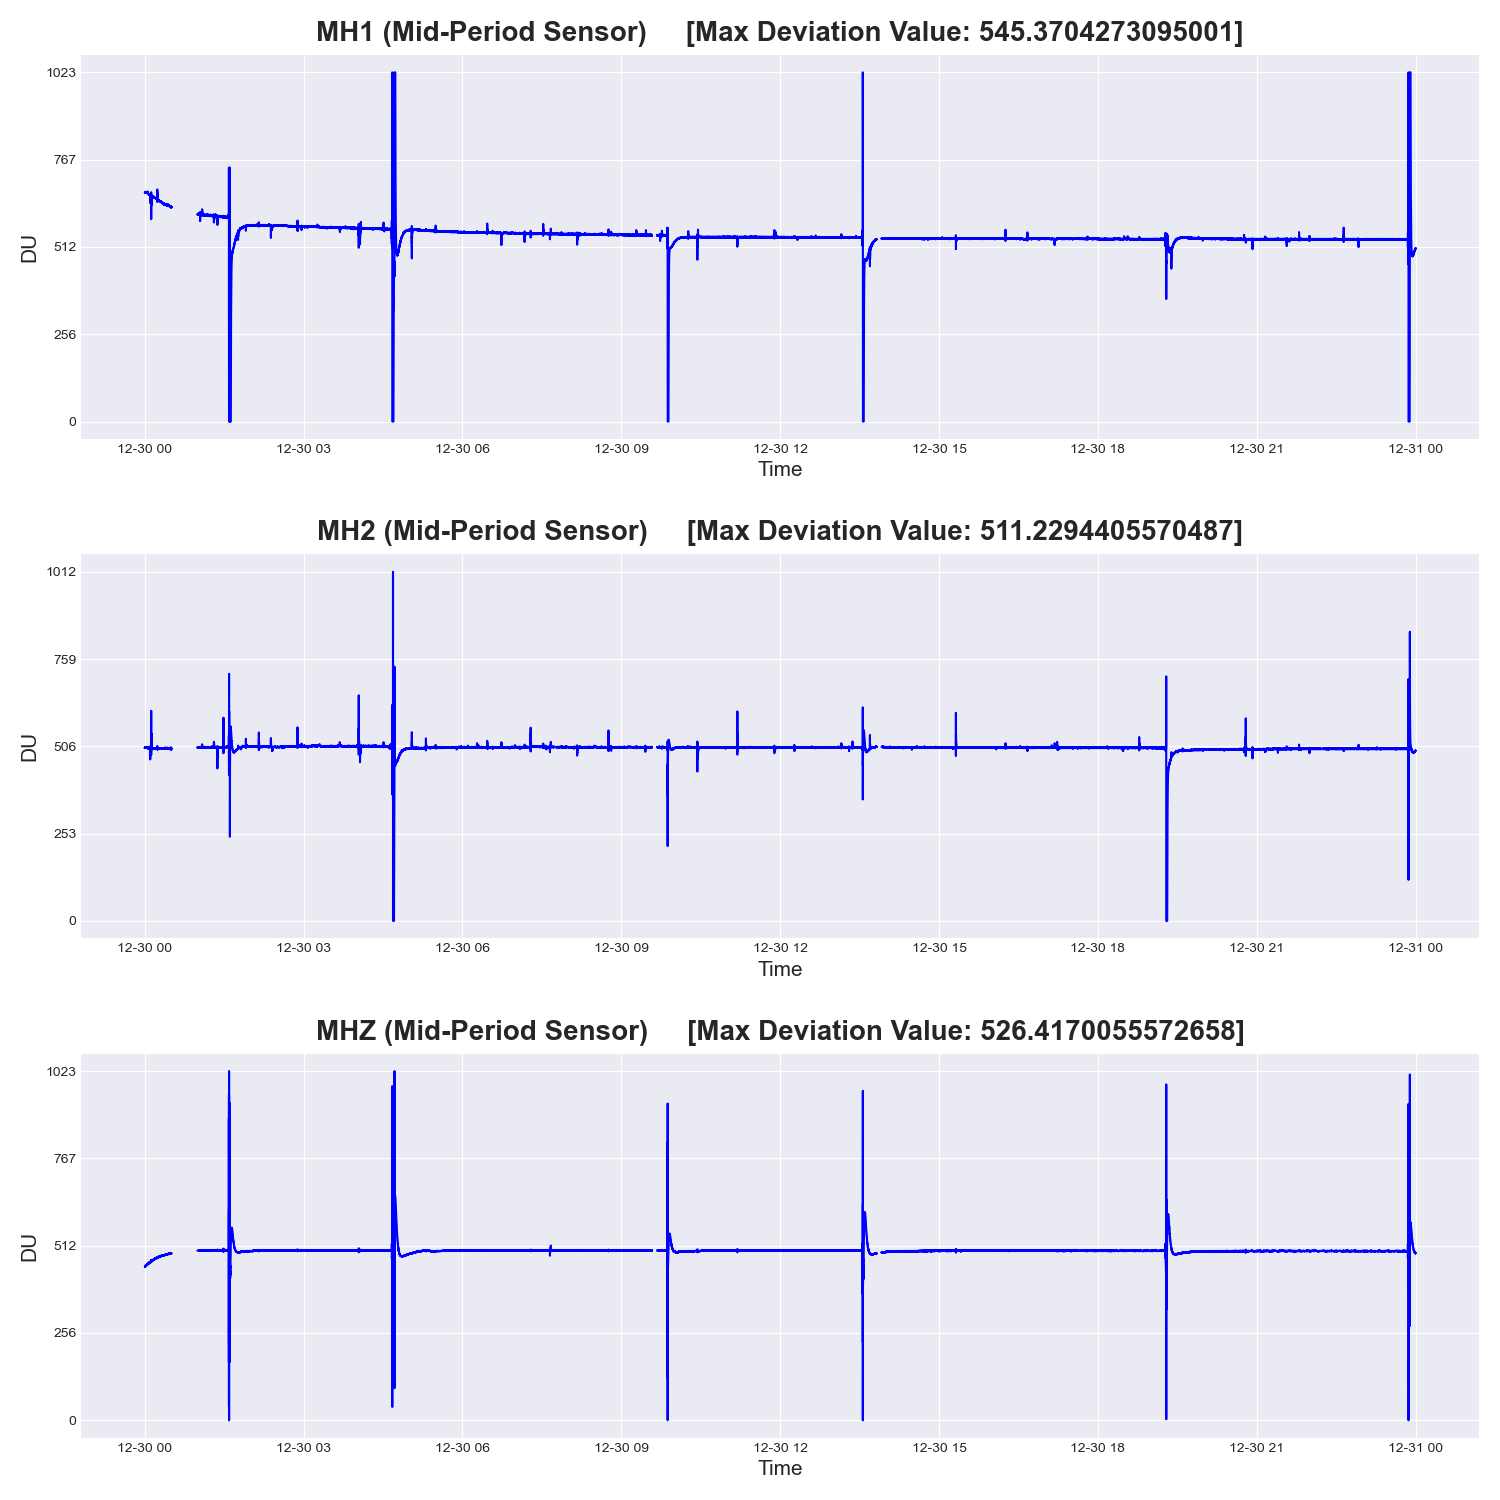 MH1 (Mid-Period Sensor)     [Max Deviation Value: 545.3704273095001]
1023
767
512
256
0
DU
12-30 00 12-30 03 12-30 06 12-30 09 12-30 12 12-30 15 12-30 18 12-30 21 12-31 00
Time
MH2 (Mid-Period Sensor)     [Max Deviation Value: 511.2294405570487]
1012
759
506
253
0
DU
12-30 00 12-30 03 12-30 06 12-30 09 12-30 12 12-30 15 12-30 18 12-30 21 12-31 00
Time
MHZ (Mid-Period Sensor)     [Max Deviation Value: 526.4170055572658]
1023
767
512
256
0
DU
12-30 00 12-30 03 12-30 06 12-30 09 12-30 12 12-30 15 12-30 18 12-30 21 12-31 00
Time